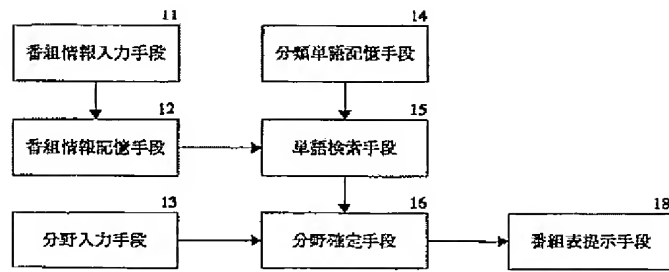 11
番組情報入力手段
14
分類単語記憶手段
12
番組情報記憶手段
15
単語検索手段
13
分野入力手段
16
分野確定手段
18
番組表提示手段